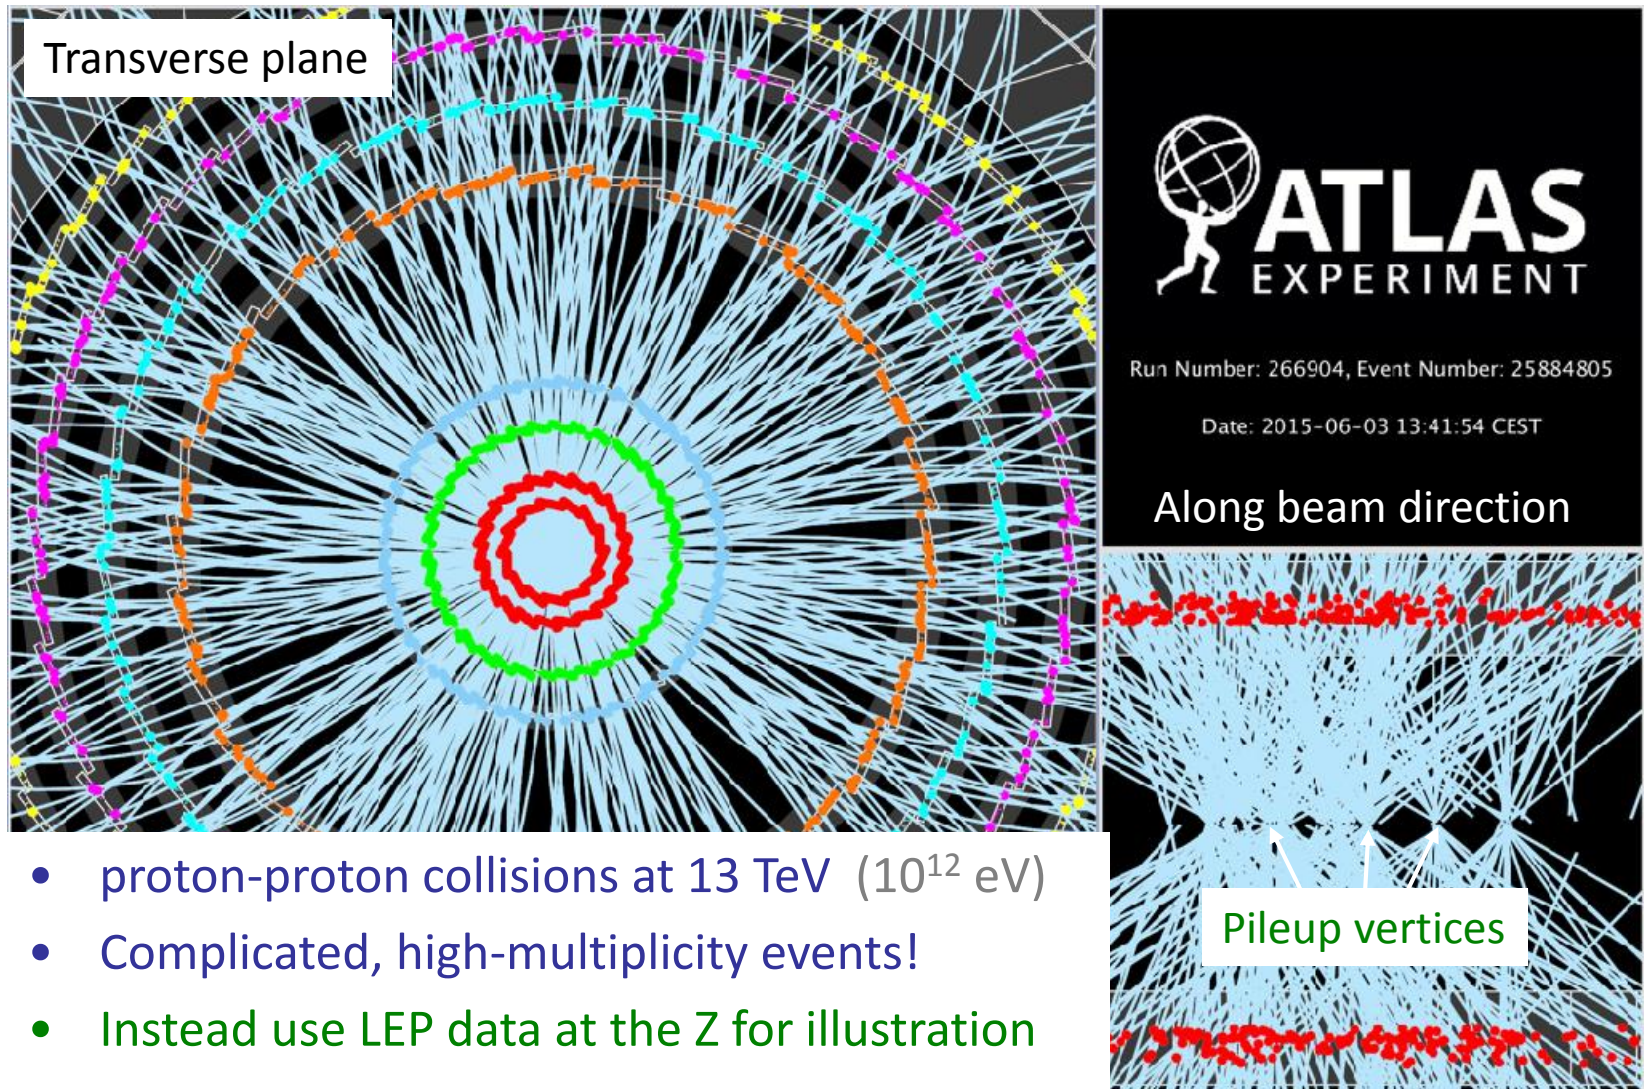 Transverse plane
ATLAS
EXPERIMENT
Run Number: 266904, Event Number: 25884805
Date: 2015-06-03 13:41:54 CEST
Along beam direction
Pileup vertices
• proton-proton collisions at 13 TeV (10¹² eV)
• Complicated, high-multiplicity events!
• Instead use LEP data at the Z for illustration